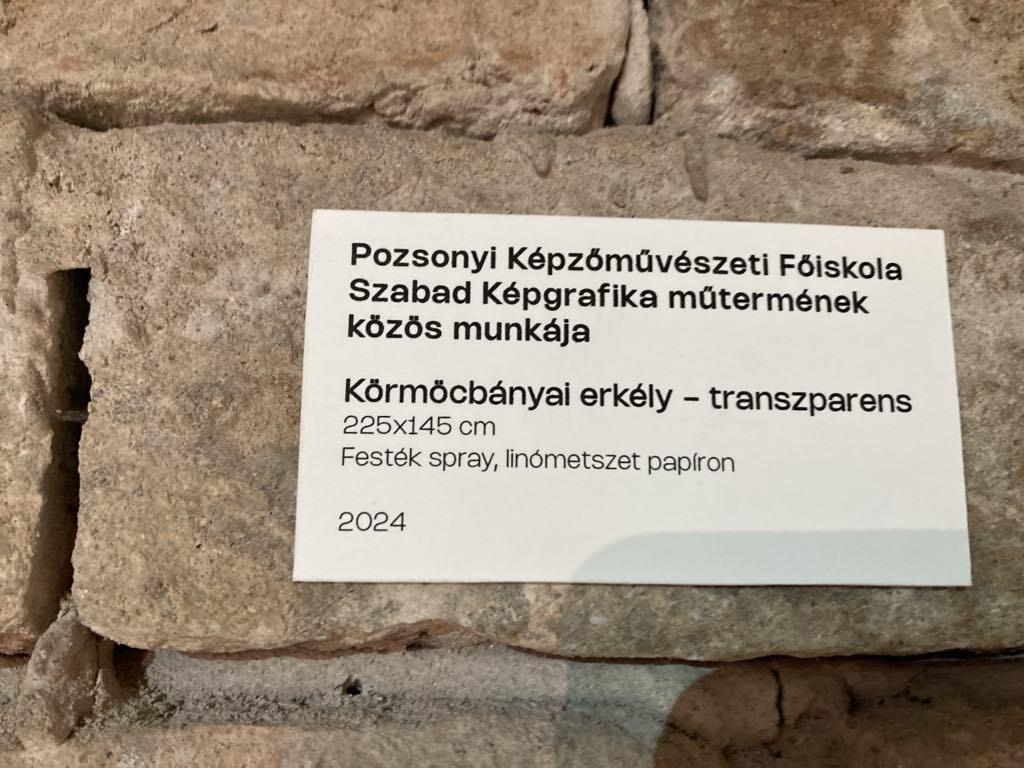 Pozsonyi Képzőművészeti Főiskola
Szabad Képgrafika műtermének
közös munkája
Körmöcbányai erkély – transzparens
225x145 cm
Festék spray, linómetszet papíron
2024